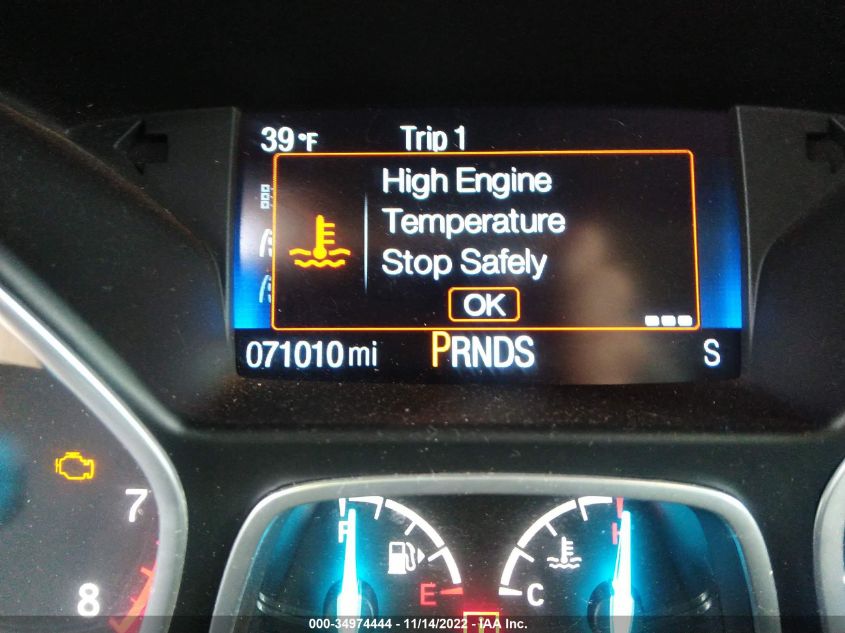 39°F Trip 1
High Engine
Temperature
Stop Safely
OK
071010 mi PRNDS S
7
8
F
E
H
C
000-34974444 - 11/14/2022 - IAA Inc.